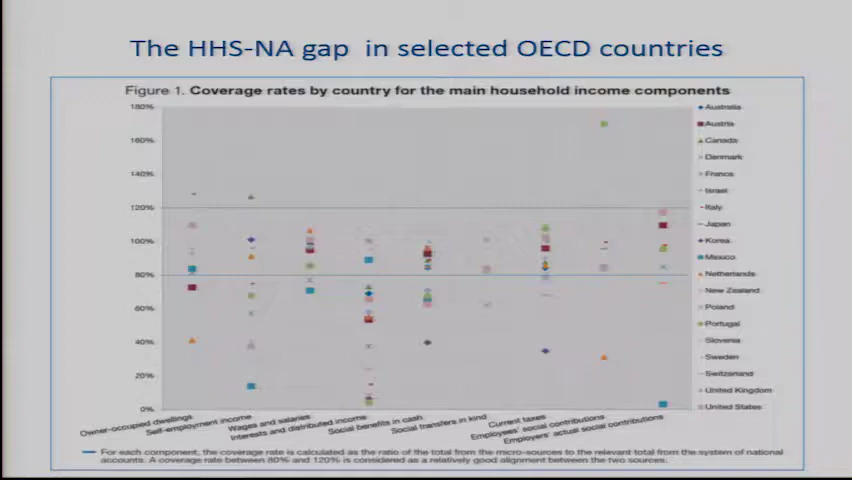 The HHS-NA gap in selected OECD countries
Figure 1. Coverage rates by country for the main household income components
180%
160%
140%
120%
100%
80%
60%
40%
20%
0%
Owner-occupied dwellings
Self-employment income
Wages and salaries
Interests and distributed income
Social benefits in cash
Social transfers in kind
Current taxes
Employees' social contributions
Employers' actual social contributions
Australia
Austria
Canada
Denmark
France
Israel
Italy
Japan
Korea
Mexico
Netherlands
New Zealand
Poland
Portugal
Slovenia
Sweden
Switzerland
United Kingdom
United States
For each component, the coverage rate is calculated as the ratio of the total from the micro-sources to the relevant total from the system of national
accounts. A coverage rate between 80% and 120% is considered as a relatively good alignment between the two sources.